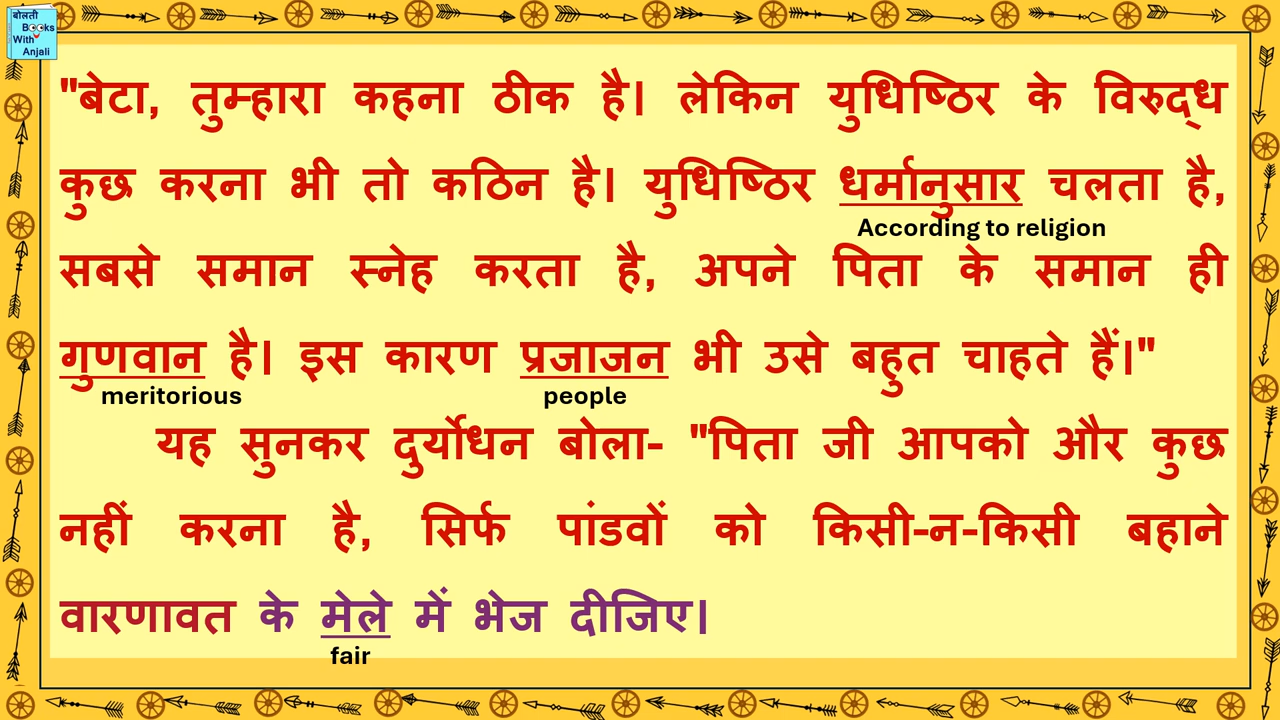 बोलती
Books
With
Anjali
"बेटा, तुम्हारा कहना ठीक है। लेकिन युधिष्ठिर के विरुद्ध
कुछ करना भी तो कठिन है। युधिष्ठिर धर्मानुसार चलता है,
According to religion
सबसे समान स्नेह करता है, अपने पिता के समान ही
गुणवान है। इस कारण प्रजाजन भी उसे बहुत चाहते हैं।"
meritorious people
यह सुनकर दुर्योधन बोला- "पिता जी आपको और कुछ
नहीं करना है, सिर्फ पांडवों को किसी-न-किसी बहाने
वारणावत के मेले में भेज दीजिए।
fair